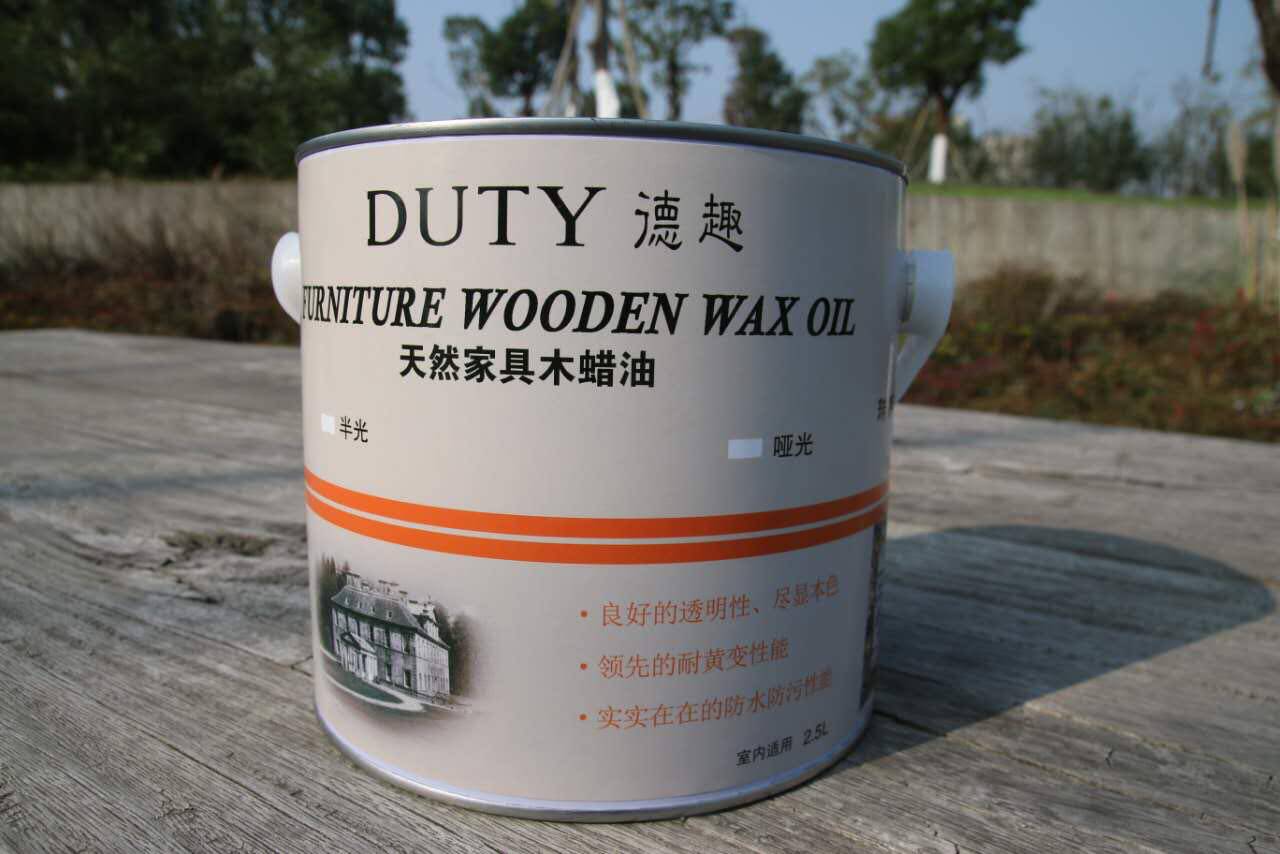 DUTY 德趣
FURNITURE WOODEN WAX OIL
天然家具木蜡油
半光
哑光
• 良好的透明性、尽显本色
• 领先的耐黄变性能
• 实实在在的防水防污性能
室内适用 2.5L